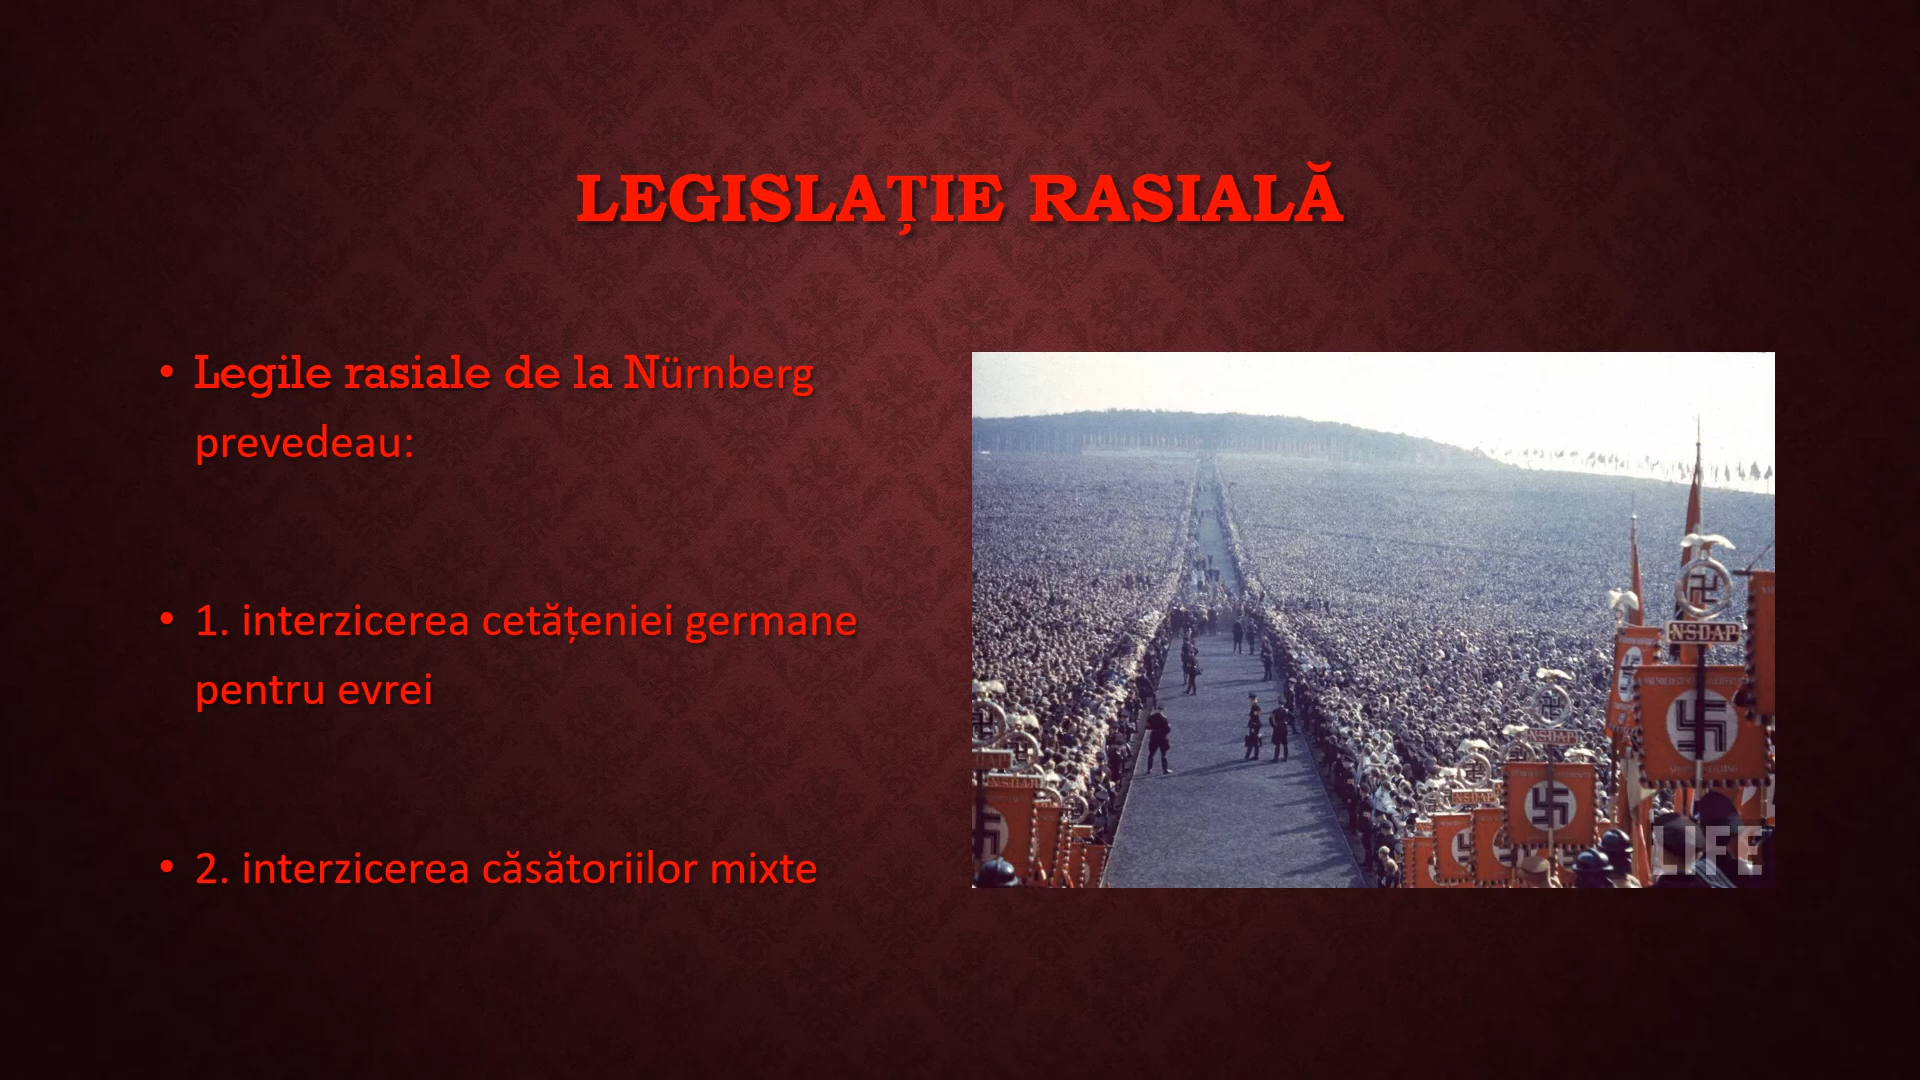 LEGISLAȚIE RASIALĂ
• Legile rasiale de la Nürnberg
prevedeau:
• 1. interzicerea cetățeniei germane
pentru evrei
• 2. interzicerea căsătoriilor mixte
NSDAP
NSDAP
NSDAP
LIFE